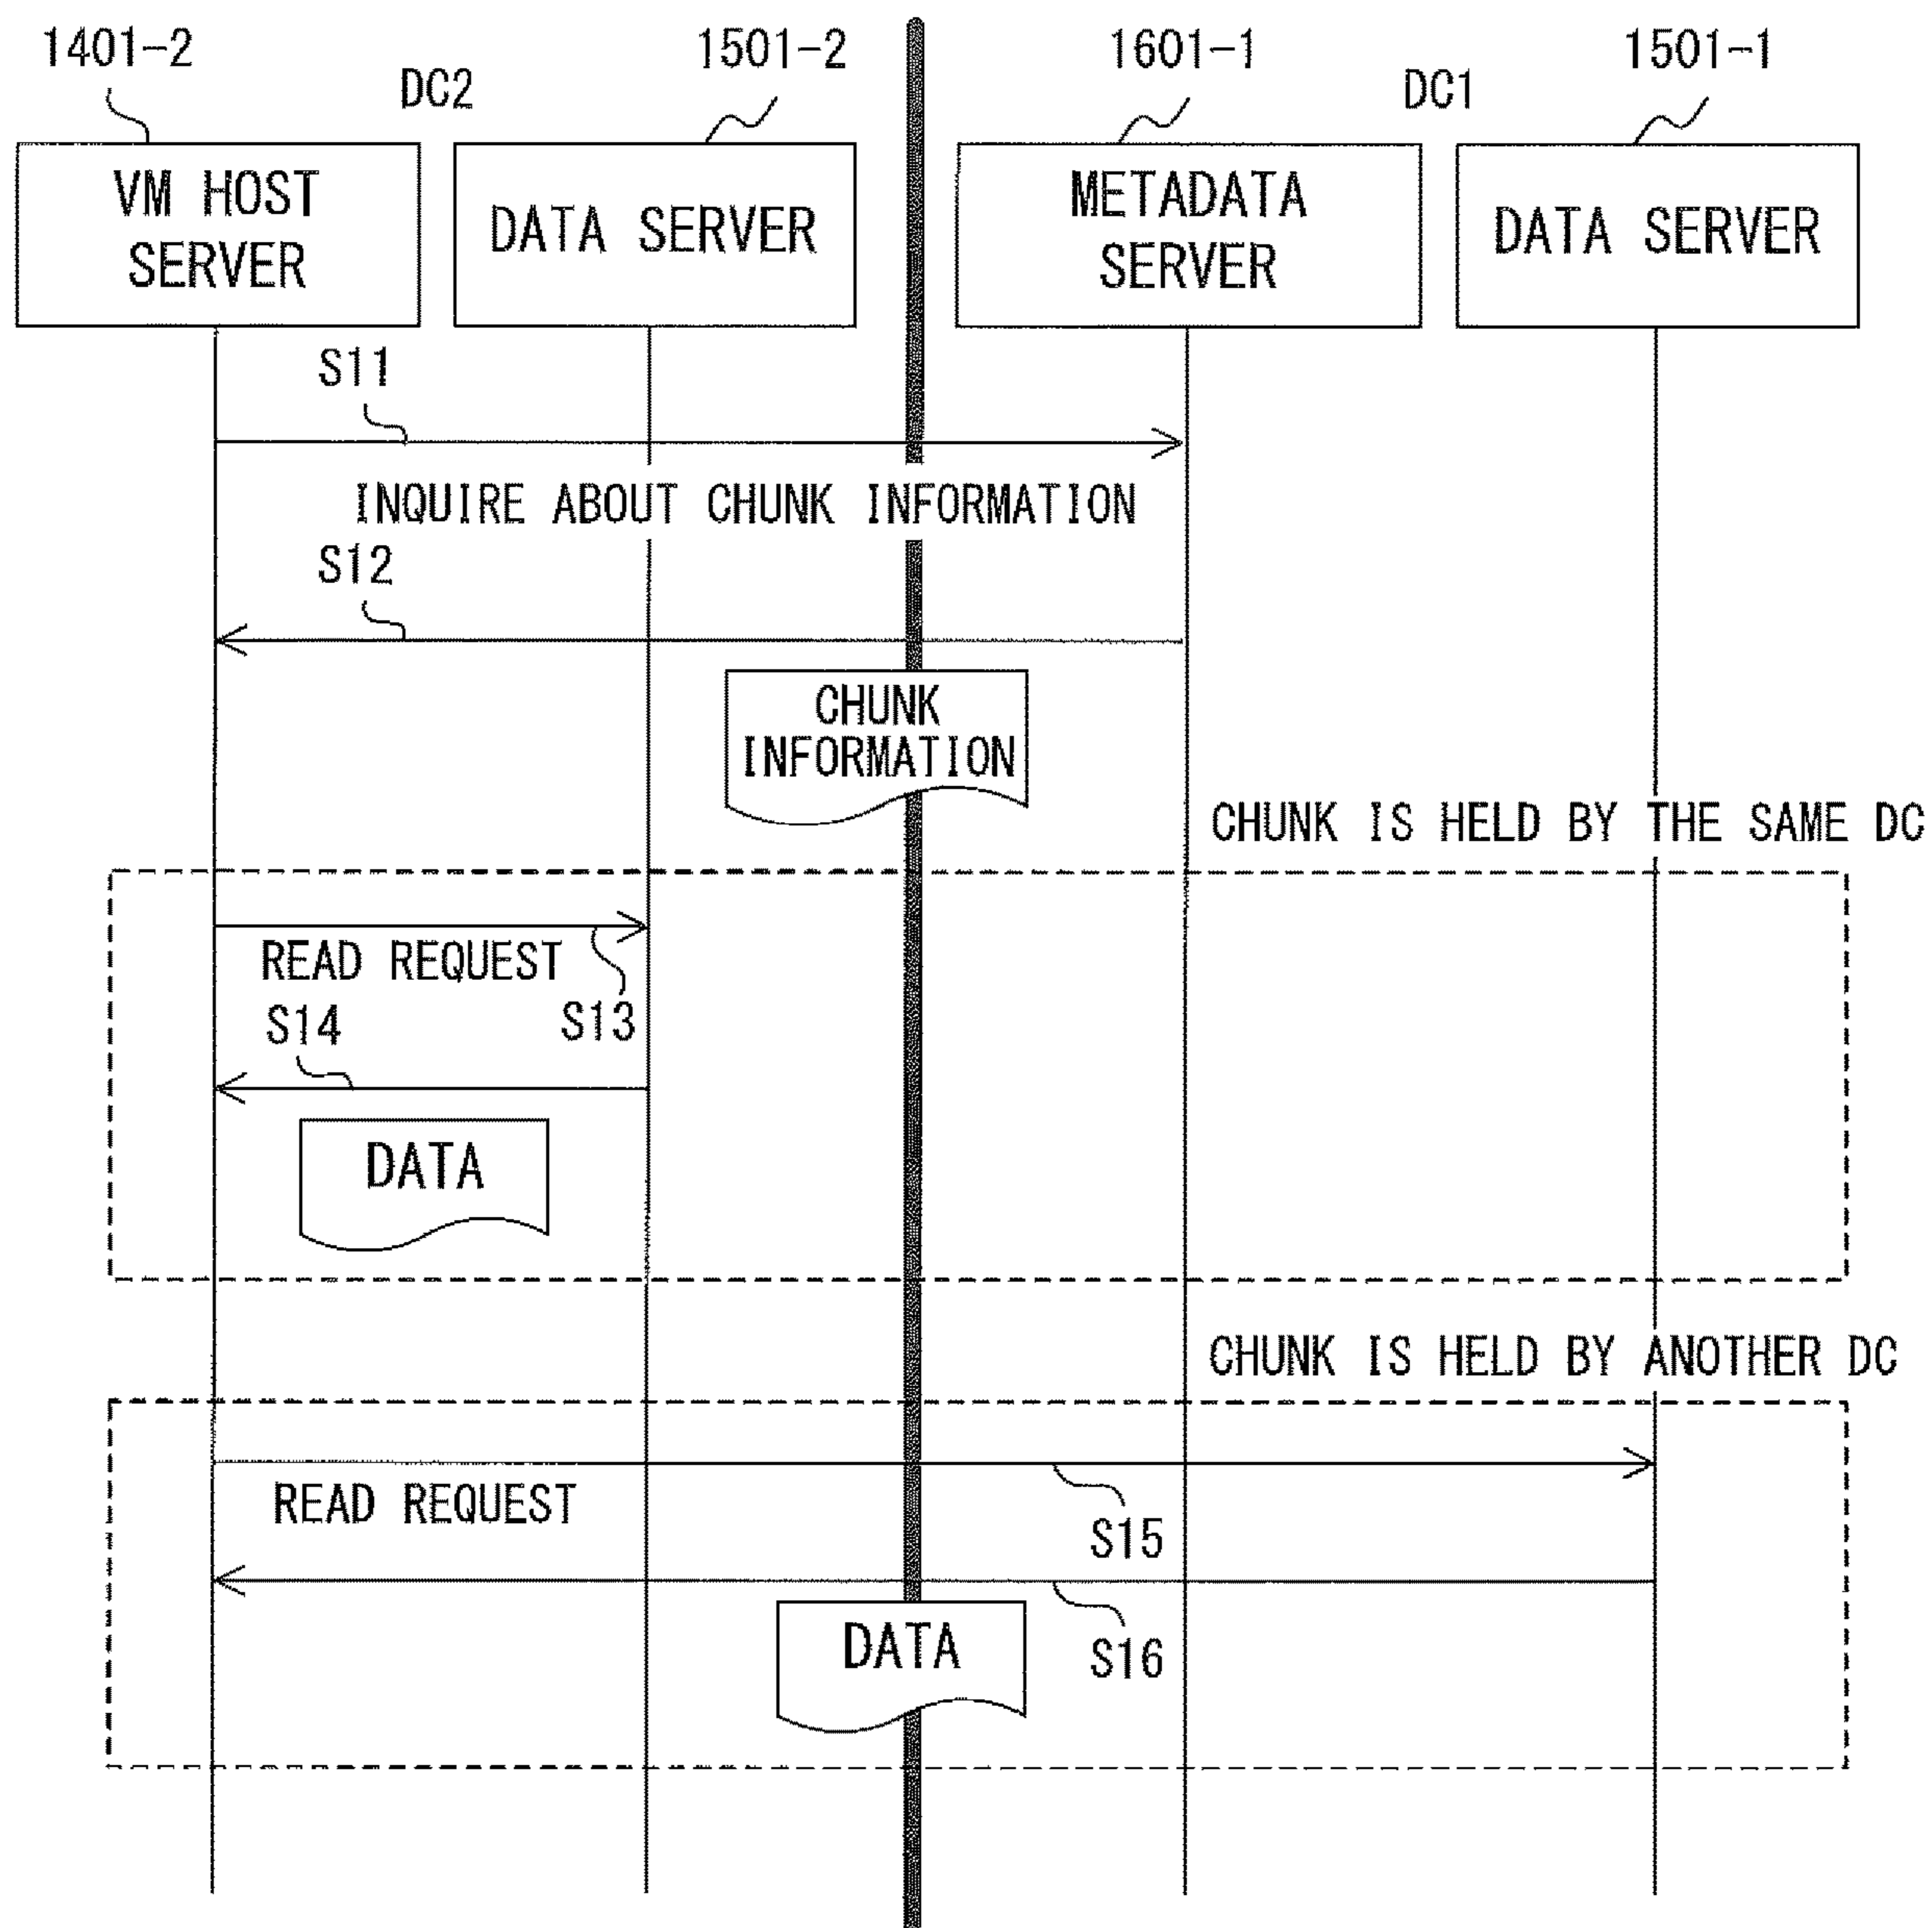 1401-2
DC2
1501-2
1601-1
DC1
1501-1
VM HOST
SERVER
DATA SERVER
METADATA
SERVER
DATA SERVER
S11
INQUIRE ABOUT CHUNK INFORMATION
S12
CHUNK
INFORMATION
CHUNK IS HELD BY THE SAME DC
READ REQUEST
S13
S14
DATA
CHUNK IS HELD BY ANOTHER DC
READ REQUEST
S15
DATA
S16